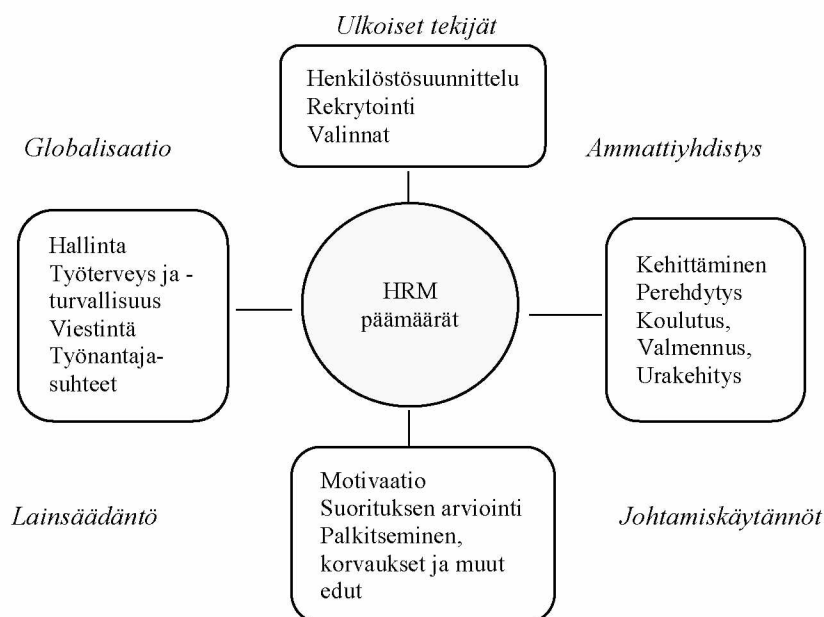 Ulkoiset tekijät
Henkilöstösuunnittelu
Rekrytointi
Valinnat
Globalisaatio
Ammattiyhdistys
Hallinta
Työterveys ja -
turvallisuus
Viestintä
Työnantaja-
suhteet
HRM
päämäärät
Kehittäminen
Perehdytys
Koulutus,
Valmennus,
Urakehitys
Motivaatio
Suorituksen arviointi
Palkitseminen,
korvaukset ja muut
edut
Lainsäädäntö
Johtamiskäytännöt